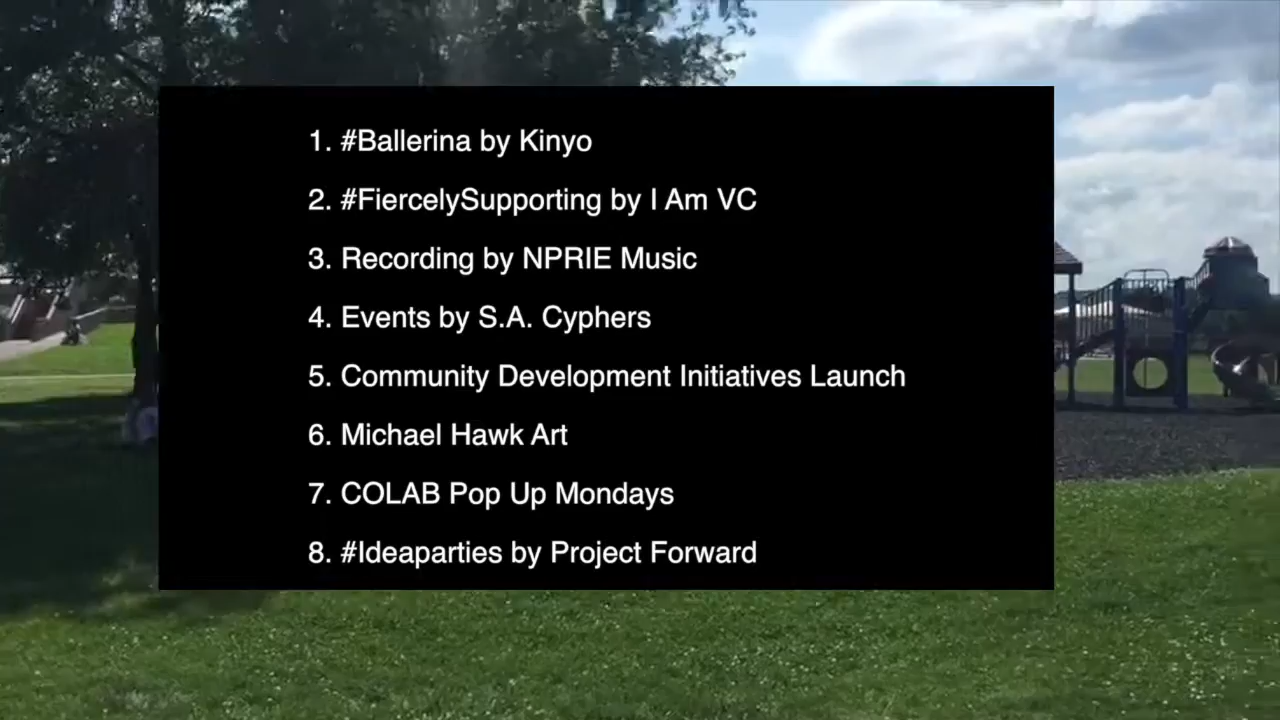 1. #Ballerina by Kinyo
2. #FiercelySupporting by I Am VC
3. Recording by NPRIE Music
4. Events by S.A. Cyphers
5. Community Development Initiatives Launch
6. Michael Hawk Art
7. COLAB Pop Up Mondays
8. #Ideaparties by Project Forward